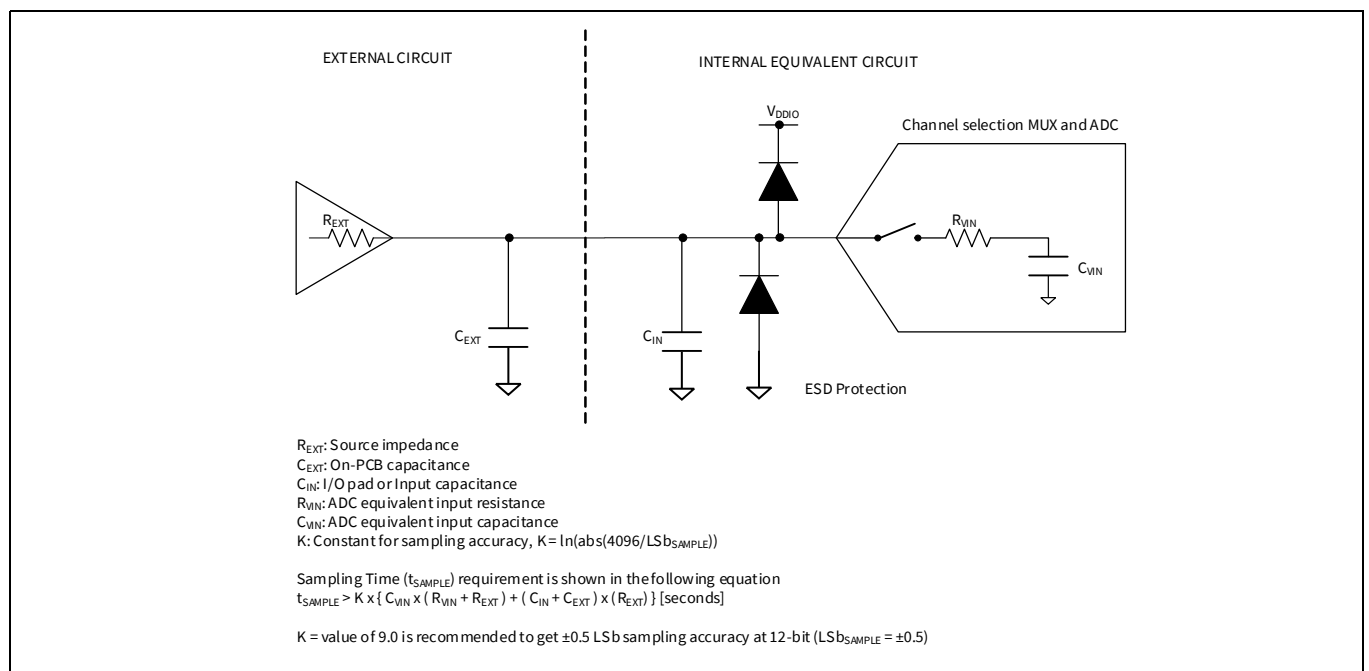 EXTERNAL CIRCUIT
INTERNAL EQUIVALENT CIRCUIT
VDDIO
Channel selection MUX and ADC
REXT
RVIN
CVIN
CEXT
CIN
ESD Protection
REXT: Source impedance
CEXT: On-PCB capacitance
CIN: I/O pad or Input capacitance
RVIN: ADC equivalent input resistance
CVIN: ADC equivalent input capacitance
K: Constant for sampling accuracy, K = ln(abs(4096/LSbSAMPLE))
Sampling Time (tSAMPLE) requirement is shown in the following equation
tSAMPLE > K x { CVIN x ( RVIN + REXT ) + ( CIN + CEXT ) x ( REXT ) } [seconds]
K = value of 9.0 is recommended to get ±0.5 LSb sampling accuracy at 12-bit (LSbSAMPLE = ±0.5)